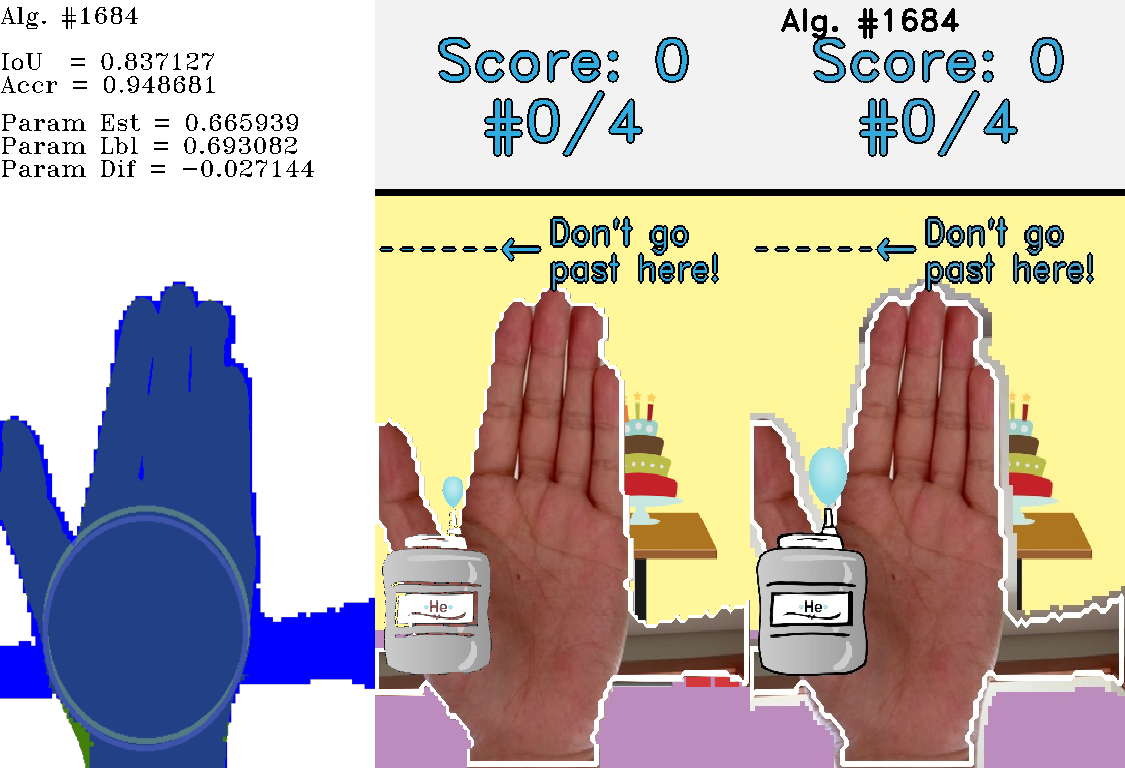 Alg. #1684
IoU = 0.837127
Accr = 0.948681
Param Est = 0.665939
Param Lbl = 0.693082
Param Dif = −0.027144
Score: 0
#0/4
Don't go
past here!
He
Alg. #1684
Score: 0
#0/4
Don't go
past here!
He